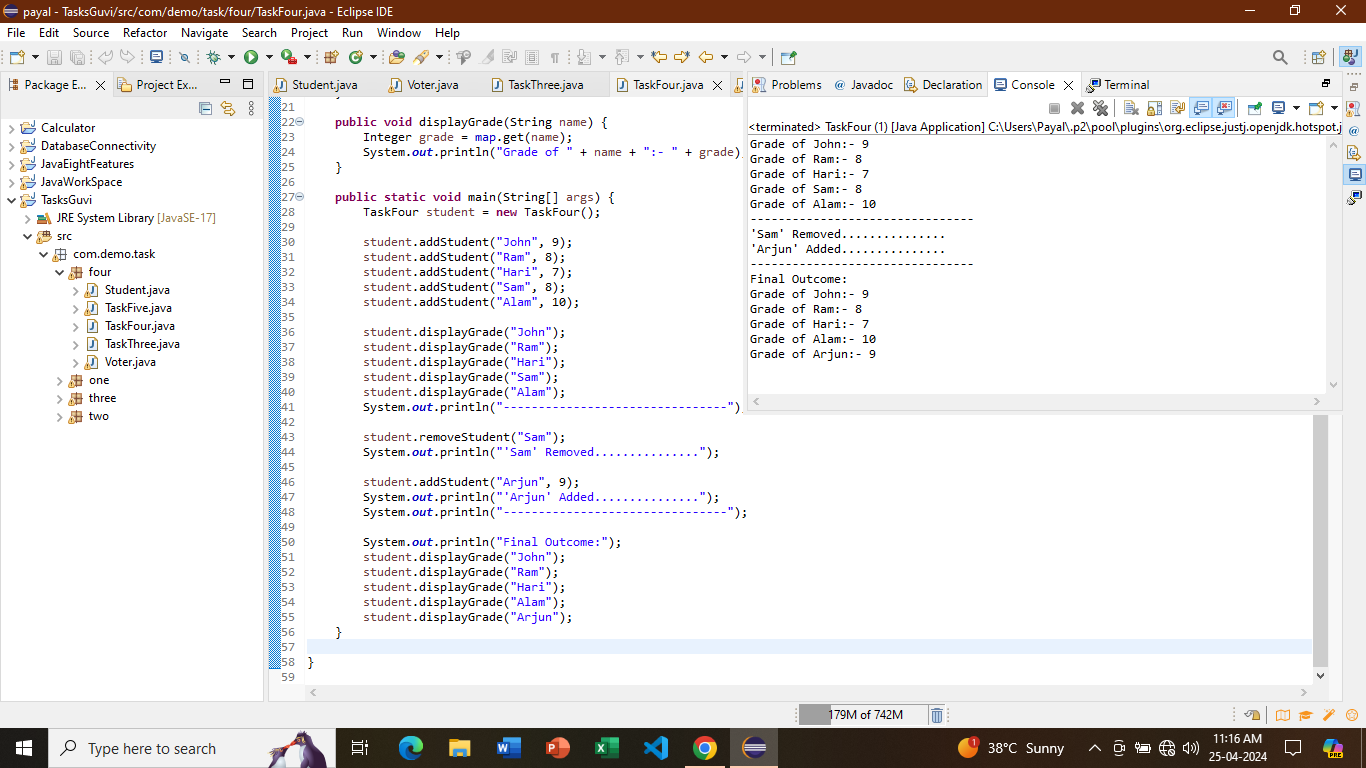 payal - TasksGuvi/src/com/demo/task/four/TaskFour.java - Eclipse IDE
File Edit Source Refactor Navigate Search Project Run Window Help
Package E... Project Ex...
Calculator
DatabaseConnectivity
JavaEightFeatures
JavaWorkSpace
TasksGuvi
JRE System Library [JavaSE-17]
src
com.demo.task
four
Student.java
TaskFive.java
TaskFour.java
TaskThree.java
Voter.java
one
three
two
Student.java Voter.java TaskThree.java TaskFour.java
21
22 public void displayGrade(String name) {
23 Integer grade = map.get(name);
24 System.out.println("Grade of " + name + ":- " + grade)
25 }
26
27 public static void main(String[] args) {
28 TaskFour student = new TaskFour();
29
30 student.addStudent("John", 9);
31 student.addStudent("Ram", 8);
32 student.addStudent("Hari", 7);
33 student.addStudent("Sam", 8);
34 student.addStudent("Alam", 10);
35
36 student.displayGrade("John");
37 student.displayGrade("Ram");
38 student.displayGrade("Hari");
39 student.displayGrade("Sam");
40 student.displayGrade("Alam");
41 System.out.println("--------------------------------")
42
43 student.removeStudent("Sam");
44 System.out.println("'Sam' Removed...............");
45
46 student.addStudent("Arjun", 9);
47 System.out.println("'Arjun' Added...............");
48 System.out.println("--------------------------------");
49
50 System.out.println("Final Outcome:");
51 student.displayGrade("John");
52 student.displayGrade("Ram");
53 student.displayGrade("Hari");
54 student.displayGrade("Alam");
55 student.displayGrade("Arjun");
56 }
57
58 }
59
Problems @ Javadoc Declaration Console Terminal
<terminated> TaskFour (1) [Java Application] C:\Users\Payal\.p2\pool\plugins\org.eclipse.justj.openjdk.hotspot.j
Grade of John:- 9
Grade of Ram:- 8
Grade of Hari:- 7
Grade of Sam:- 8
Grade of Alam:- 10
--------------------------------
'Sam' Removed...............
'Arjun' Added...............
--------------------------------
Final Outcome:
Grade of John:- 9
Grade of Ram:- 8
Grade of Hari:- 7
Grade of Alam:- 10
Grade of Arjun:- 9
179M of 742M
Type here to search
1 38°C Sunny
11:16 AM
25-04-2024